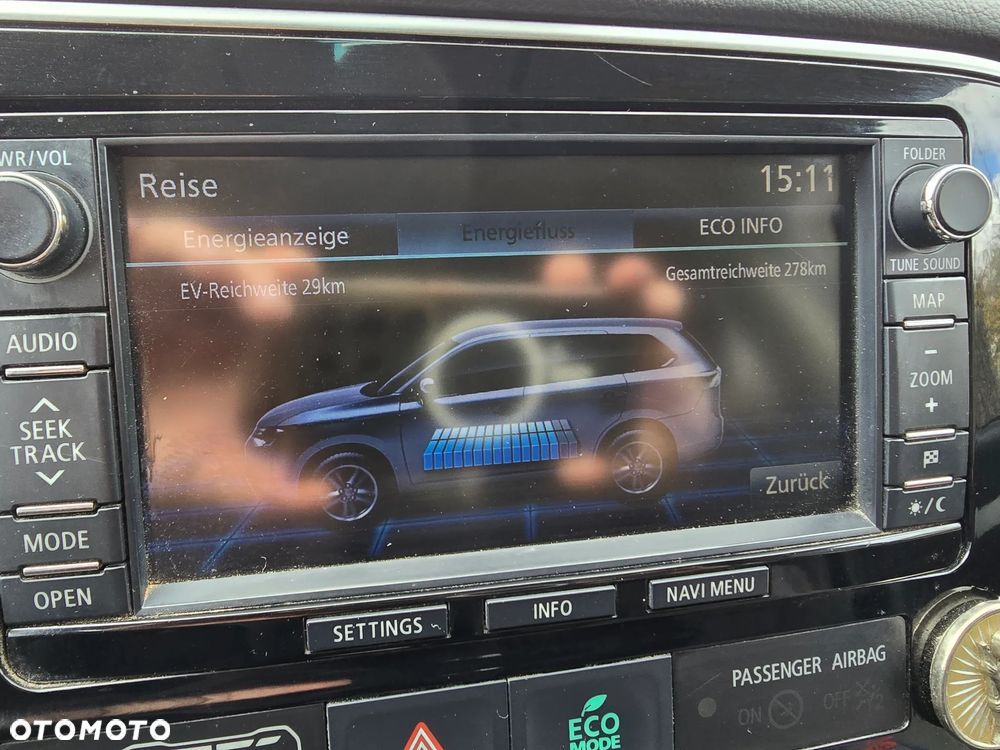 WR/VOL
FOLDER
Reise
15:11
Energieanzeige
Energiefluss
ECO INFO
TUNE SOUND
EV-Reichweite 29km
Gesamtreichweite 278km
MAP
AUDIO
−
ZOOM
+
SEEK
TRACK
Zurück
MODE
OPEN
SETTINGS
INFO
NAVI MENU
PASSENGER AIRBAG
ON
OFF
ECO
MODE
OTOMOTO